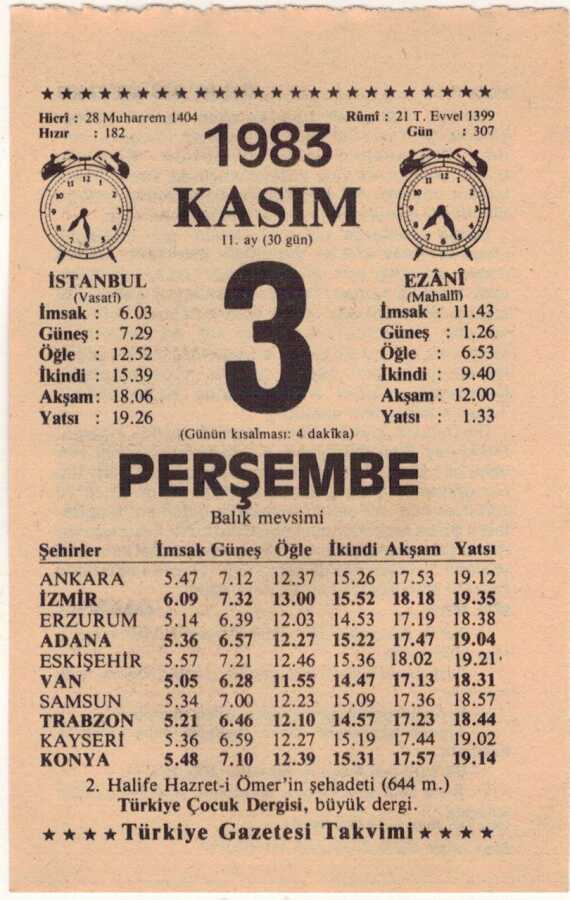 ★★★★★★★★★★★★★★★★★★★★★★★★
Hicrî : 28 Muharrem 1404
Hızır : 182
1983
Rûmî : 21 T. Evvel 1399
Gün : 307
KASIM
11. ay (30 gün)
3
İSTANBUL
(Vasatî)
İmsak : 6.03
Güneş : 7.29
Öğle : 12.52
İkindi : 15.39
Akşam : 18.06
Yatsı : 19.26
EZÂNÎ
(Mahallî)
İmsak : 11.43
Güneş : 1.26
Öğle : 6.53
İkindi : 9.40
Akşam : 12.00
Yatsı : 1.33
(Günün kısalması: 4 dakîka)
PERŞEMBE
Balık mevsimi
Şehirler İmsak Güneş Öğle İkindi Akşam Yatsı
ANKARA 5.47 7.12 12.37 15.26 17.53 19.12
İZMİR 6.09 7.32 13.00 15.52 18.18 19.35
ERZURUM 5.14 6.39 12.03 14.53 17.19 18.38
ADANA 5.36 6.57 12.27 15.22 17.47 19.04
ESKİŞEHİR 5.57 7.21 12.46 15.36 18.02 19.21
VAN 5.05 6.28 11.55 14.47 17.13 18.31
SAMSUN 5.34 7.00 12.23 15.09 17.36 18.57
TRABZON 5.21 6.46 12.10 14.57 17.23 18.44
KAYSERİ 5.36 6.59 12.27 15.19 17.44 19.02
KONYA 5.48 7.10 12.39 15.31 17.57 19.14
2. Halife Hazret-i Ömer'in şehadeti (644 m.)
Türkiye Çocuk Dergisi, büyük dergi.
★★★★Türkiye Gazetesi Takvimi★★★★